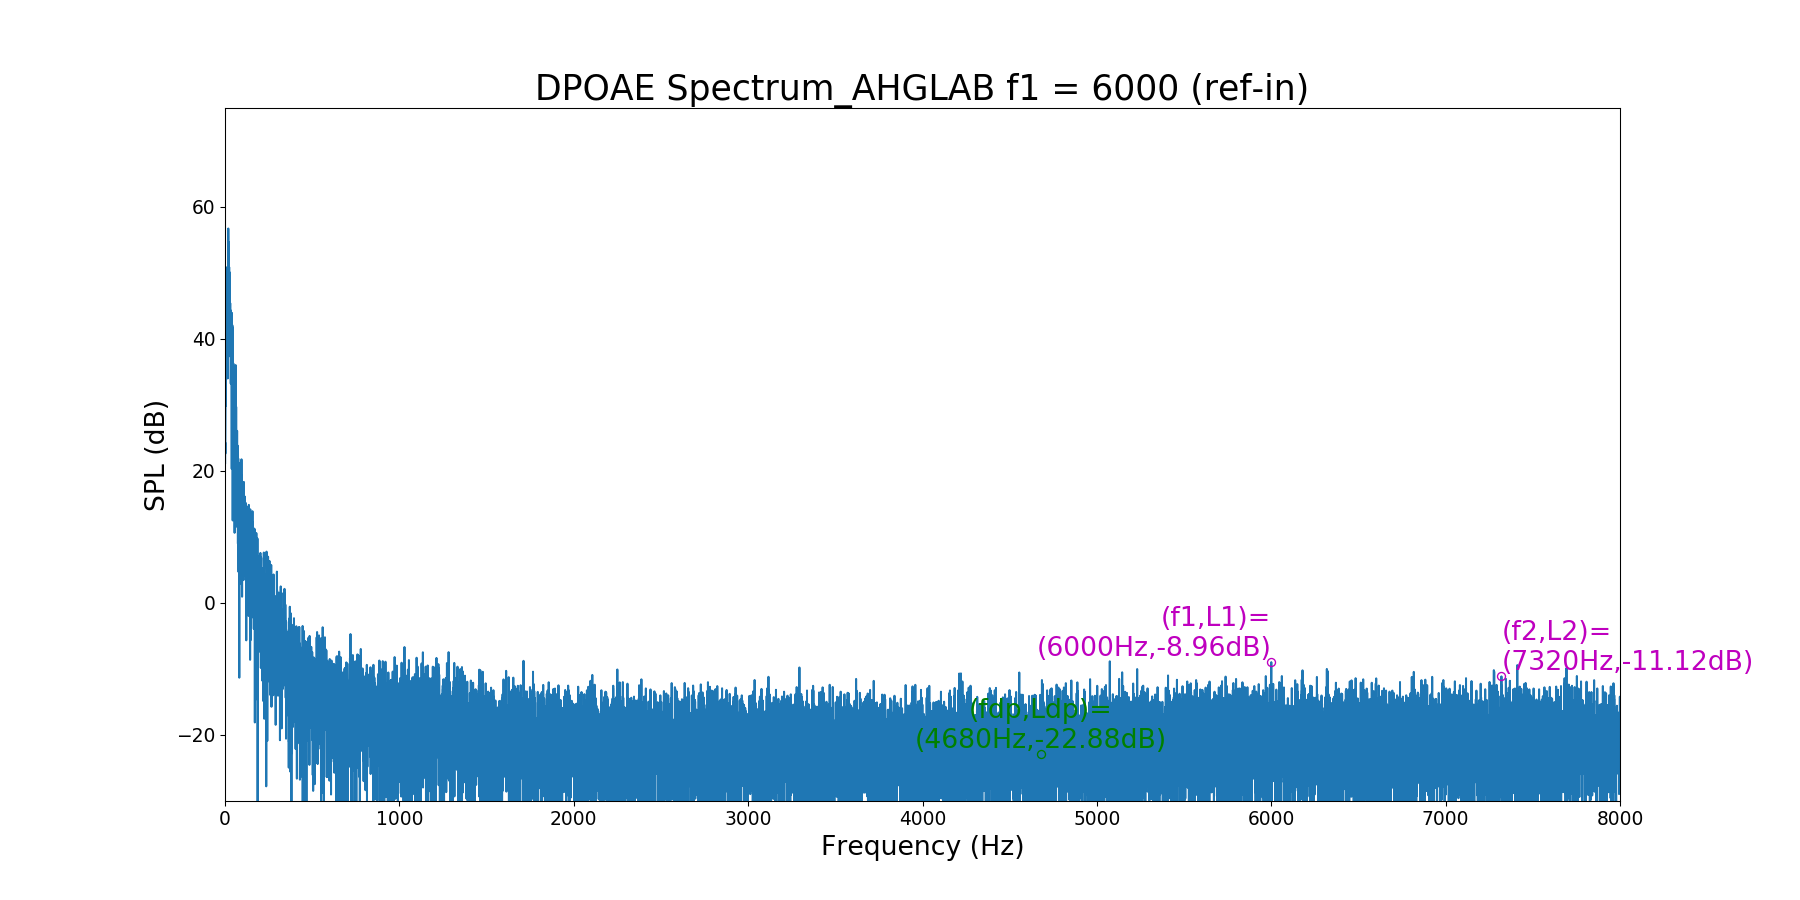 DPOAE Spectrum_AHGLAB f1 = 6000 (ref-in)
60
40
20
0
−20
SPL (dB)
(f1,L1)=
(6000Hz,-8.96dB)
(f2,L2)=
(7320Hz,-11.12dB)
(fdp,Ldp)=
(4680Hz,-22.88dB)
0 1000 2000 3000 4000 5000 6000 7000 8000
Frequency (Hz)